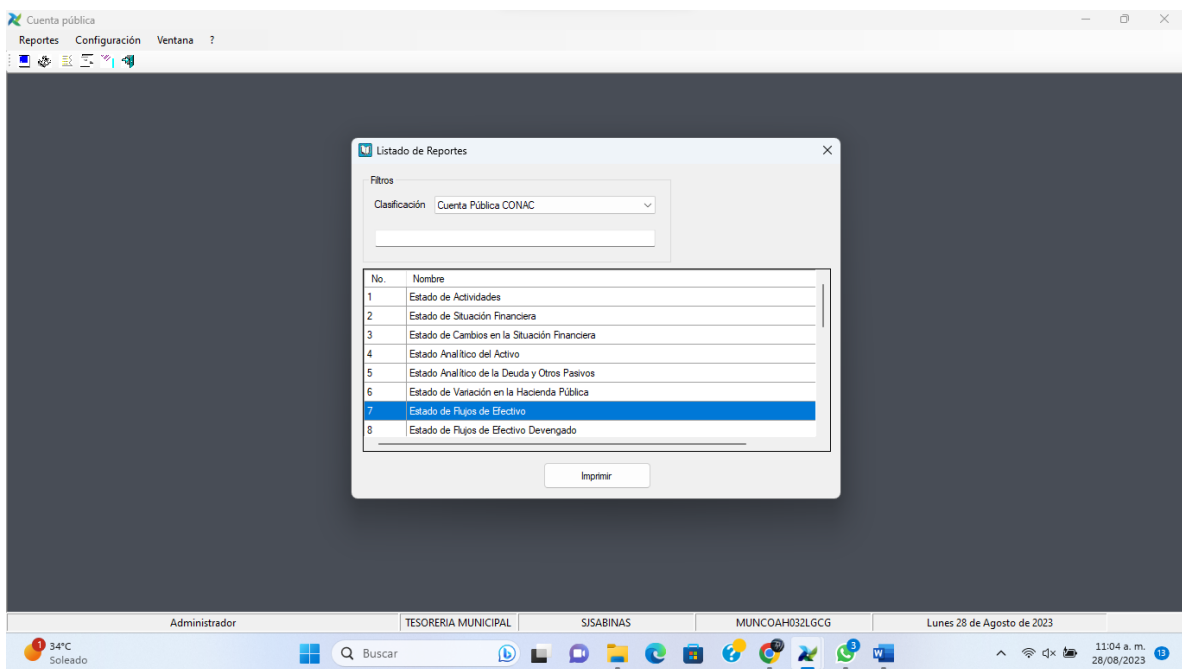 Cuenta pública
Reportes Configuración Ventana ?
Listado de Reportes
Filtros
Clasificación Cuenta Pública CONAC
No. Nombre
1 Estado de Actividades
2 Estado de Situación Financiera
3 Estado de Cambios en la Situación Financiera
4 Estado Analítico del Activo
5 Estado Analítico de la Deuda y Otros Pasivos
6 Estado de Variación en la Hacienda Pública
7 Estado de Flujos de Efectivo
8 Estado de Flujos de Efectivo Devengado
Imprimir
Administrador TESORERIA MUNICIPAL SJSABINAS MUNCOAH032LGCG Lunes 28 de Agosto de 2023
1 34°C
Soleado
Buscar
3
11:04 a. m.
28/08/2023
13